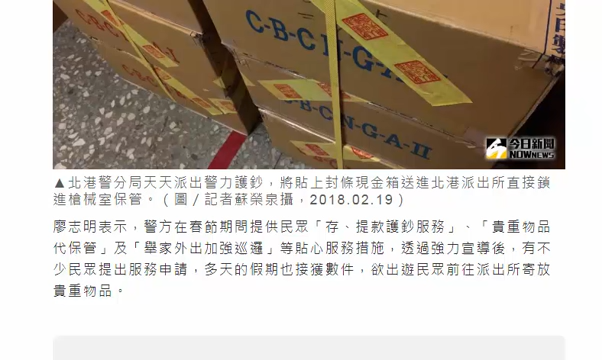 C-B-C-N-G-A-II
C-B-C-N-G-A-II
今日新聞
NOWnews
▲北港警分局天天派出警力護鈔，將貼上封條現金箱送進北港派出所直接鎖
進槍械室保管。（圖／記者蘇榮泉攝，2018.02.19）
廖志明表示，警方在春節期間提供民眾「存、提款護鈔服務」、「貴重物品
代保管」及「舉家外出加強巡邏」等貼心服務措施，透過強力宣導後，有不
少民眾提出服務申請，多天的假期也接獲數件，欲出遊民眾前往派出所寄放
貴重物品。